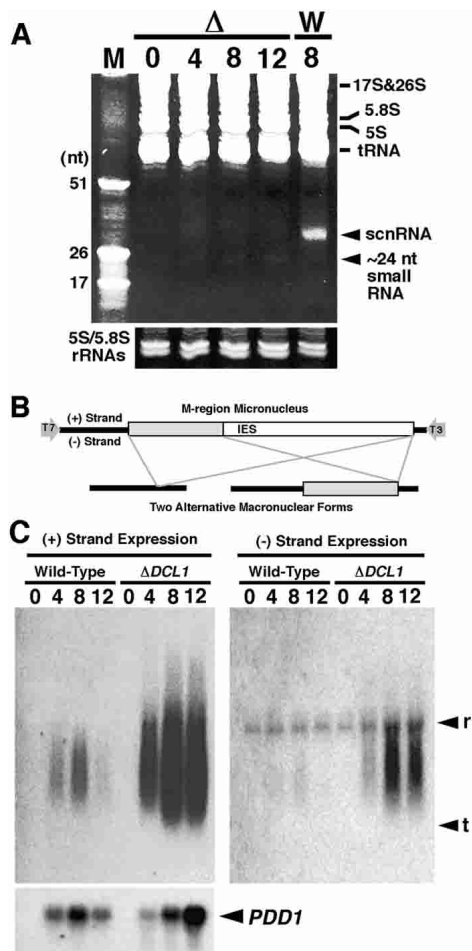 A
Δ W
M 0 4 8 12 8
17S&26S
5.8S
5S
tRNA
(nt)
51
scnRNA
26
~24 nt
small
RNA
17
5S/5.8S
rRNAs
B
M-region Micronucleus
T7 (+) Strand IES T3
(-) Strand
Two Alternative Macronuclear Forms
C
(+) Strand Expression (-) Strand Expression
Wild-Type ΔDCL1 Wild-Type ΔDCL1
0 4 8 12 0 4 8 12 0 4 8 12 0 4 8 12
r
t
PDD1